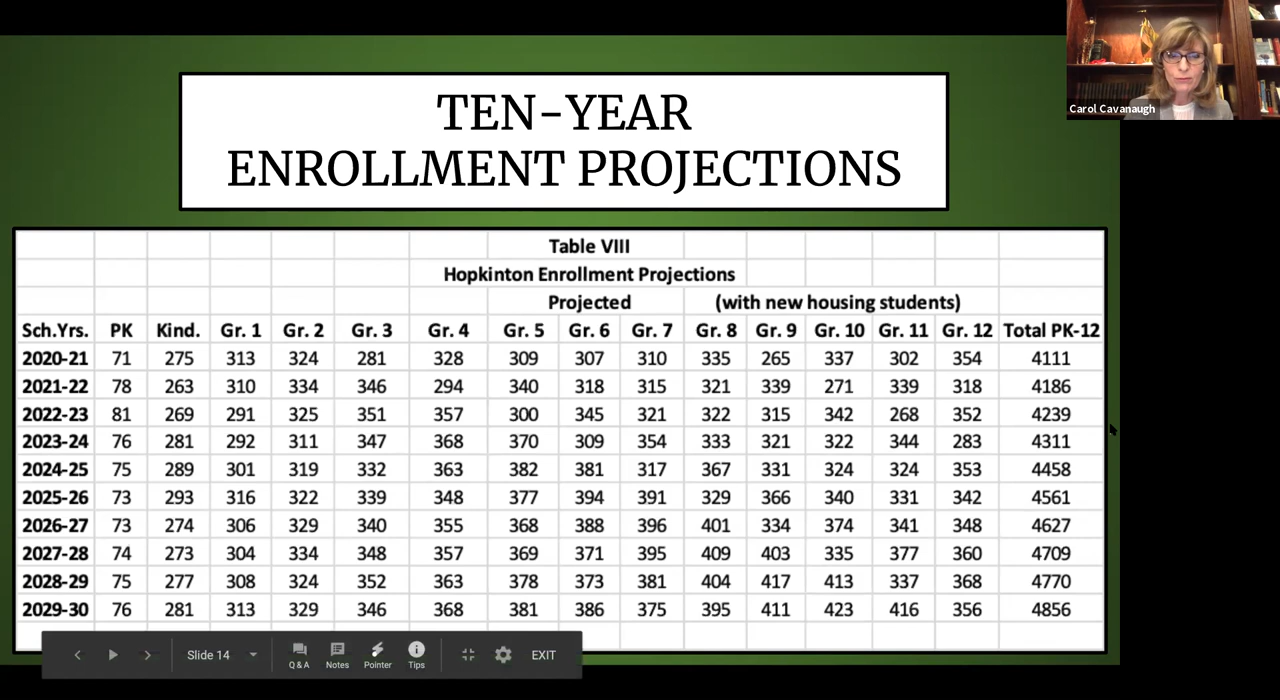 Carol Cavanaugh
TEN-YEAR
ENROLLMENT PROJECTIONS
Table VIII
Hopkinton Enrollment Projections
Projected (with new housing students)
Sch.Yrs. PK Kind. Gr. 1 Gr. 2 Gr. 3 Gr. 4 Gr. 5 Gr. 6 Gr. 7 Gr. 8 Gr. 9 Gr. 10 Gr. 11 Gr. 12 Total PK-12
2020-21 71 275 313 324 281 328 309 307 310 335 265 337 302 354 4111
2021-22 78 263 310 334 346 294 340 318 315 321 339 271 339 318 4186
2022-23 81 269 291 325 351 357 300 345 321 322 315 342 268 352 4239
2023-24 76 281 292 311 347 368 370 309 354 333 321 322 344 283 4311
2024-25 75 289 301 319 332 363 382 381 317 367 331 324 324 353 4458
2025-26 73 293 316 322 339 348 377 394 391 329 366 340 331 342 4561
2026-27 73 274 306 329 340 355 368 388 396 401 334 374 341 348 4627
2027-28 74 273 304 334 348 357 369 371 395 409 403 335 377 360 4709
2028-29 75 277 308 324 352 363 378 373 381 404 417 413 337 368 4770
2029-30 76 281 313 329 346 368 381 386 375 395 411 423 416 356 4856
Slide 14 Q & A Notes Pointer Tips EXIT